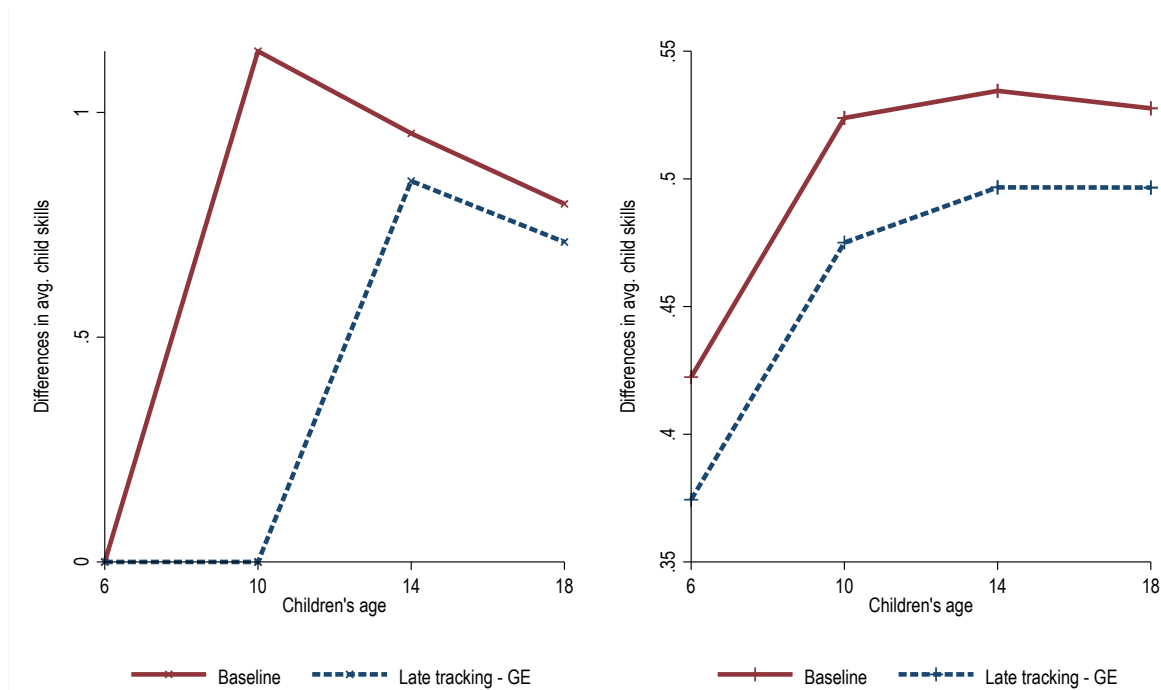 Differences in avg. child skills
1
.5
0
6 10 14 18
Children's age
Baseline Late tracking - GE
Differences in avg. child skills
.55
.5
.45
.4
.35
6 10 14 18
Children's age
Baseline Late tracking - GE